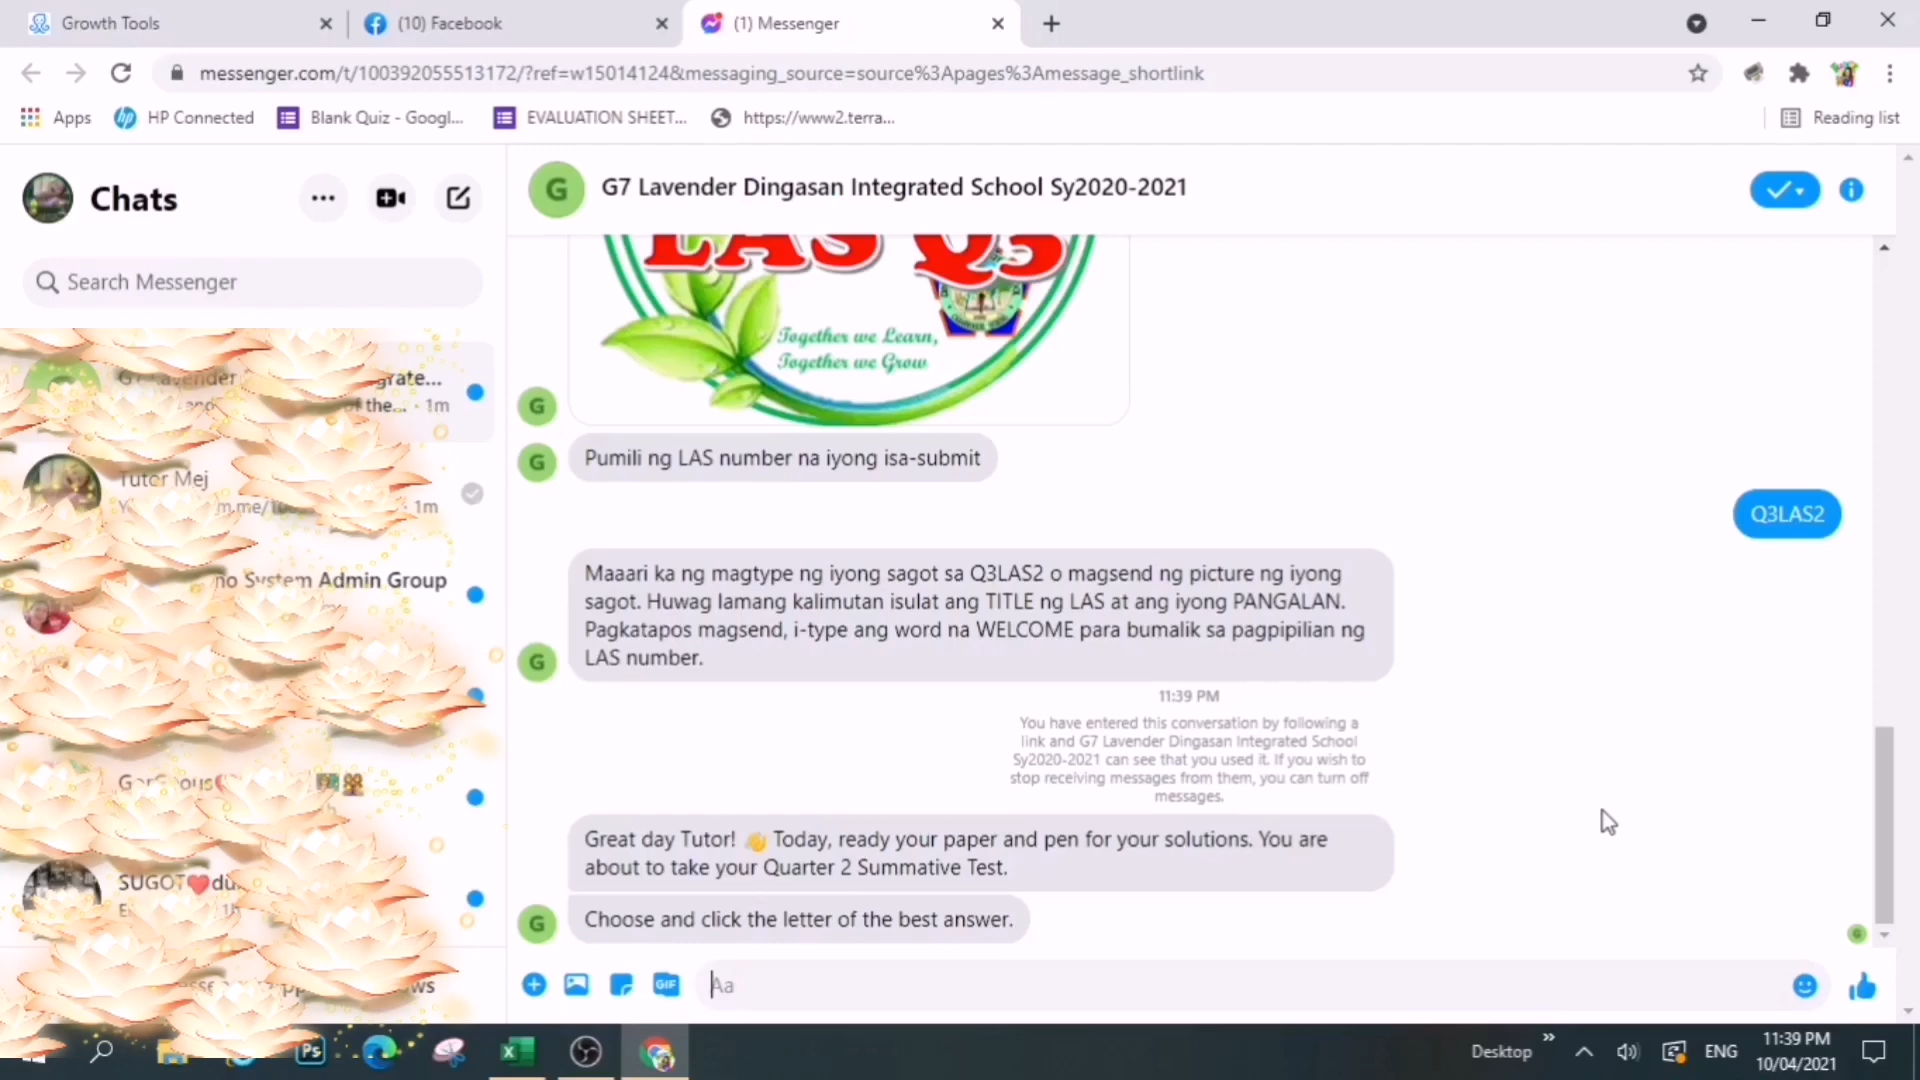 Growth Tools
(10) Facebook
(1) Messenger
messenger.com/t/100392055513172/?ref=w15014124&messaging_source=source%3Apages%3Amessage_shortlink
Apps
HP Connected
Blank Quiz - Googl...
EVALUATION SHEET...
https://www2.terra...
Reading list
Chats
Search Messenger
grate...
of the... · 1m
Tutor Mej
· 1m
System Admin Group
SUGOT
G
G7 Lavender Dingasan Integrated School Sy2020-2021
LAS Q3
Together we Learn,
Together we Grow
G
G
Pumili ng LAS number na iyong isa-submit
Q3LAS2
Maaari ka ng magtype ng iyong sagot sa Q3LAS2 o magsend ng picture ng iyong
sagot. Huwag lamang kalimutan isulat ang TITLE ng LAS at ang iyong PANGALAN.
Pagkatapos magsend, i-type ang word na WELCOME para bumalik sa pagpipilian ng
LAS number.
G
11:39 PM
You have entered this conversation by following a
link and G7 Lavender Dingasan Integrated School
Sy2020-2021 can see that you used it. If you wish to
stop receiving messages from them, you can turn off
messages.
Great day Tutor! 👋 Today, ready your paper and pen for your solutions. You are
about to take your Quarter 2 Summative Test.
G
Choose and click the letter of the best answer.
G
GIF
Aa
Ps
Desktop
ENG
11:39 PM
10/04/2021